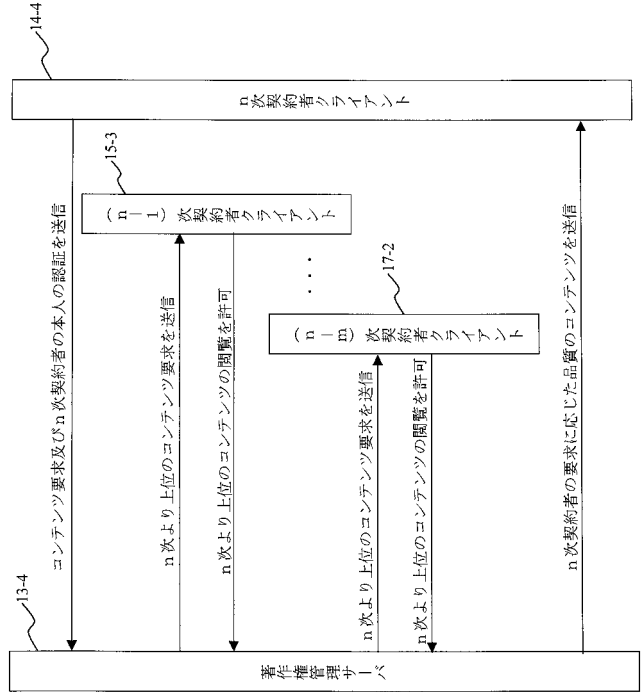 14-4
n次契約者クライアント
コンテンツ要求及びn次契約者の本人の認証を送信
15-3
(n-1)次契約者クライアント
n次より上位のコンテンツ要求を送信
n次より上位のコンテンツの閲覧を許可
・・・
17-2
(n-m)次契約者クライアント
n次より上位のコンテンツ要求を送信
n次より上位のコンテンツの閲覧を許可
n次契約者の要求に応じた品質のコンテンツを送信
13-4
著作権管理サーバ